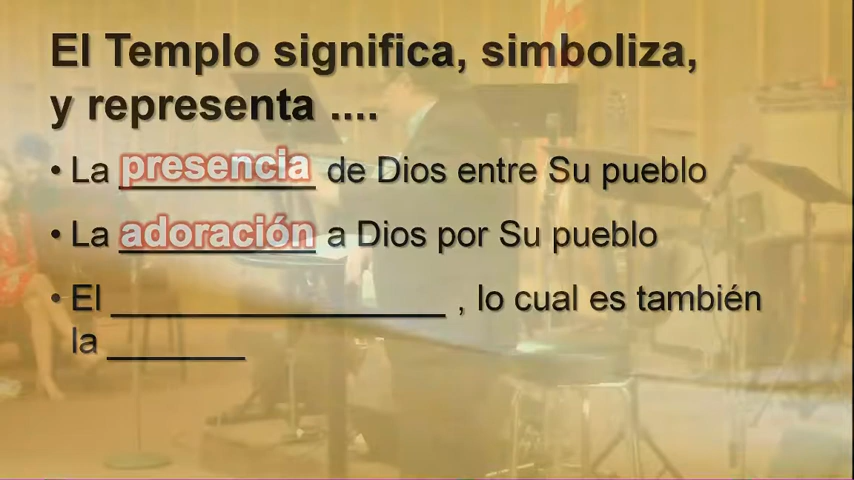 El Templo significa, simboliza,
y representa ....
• La presencia de Dios entre Su pueblo
• La adoración a Dios por Su pueblo
• El _________________ , lo cual es también
la _______